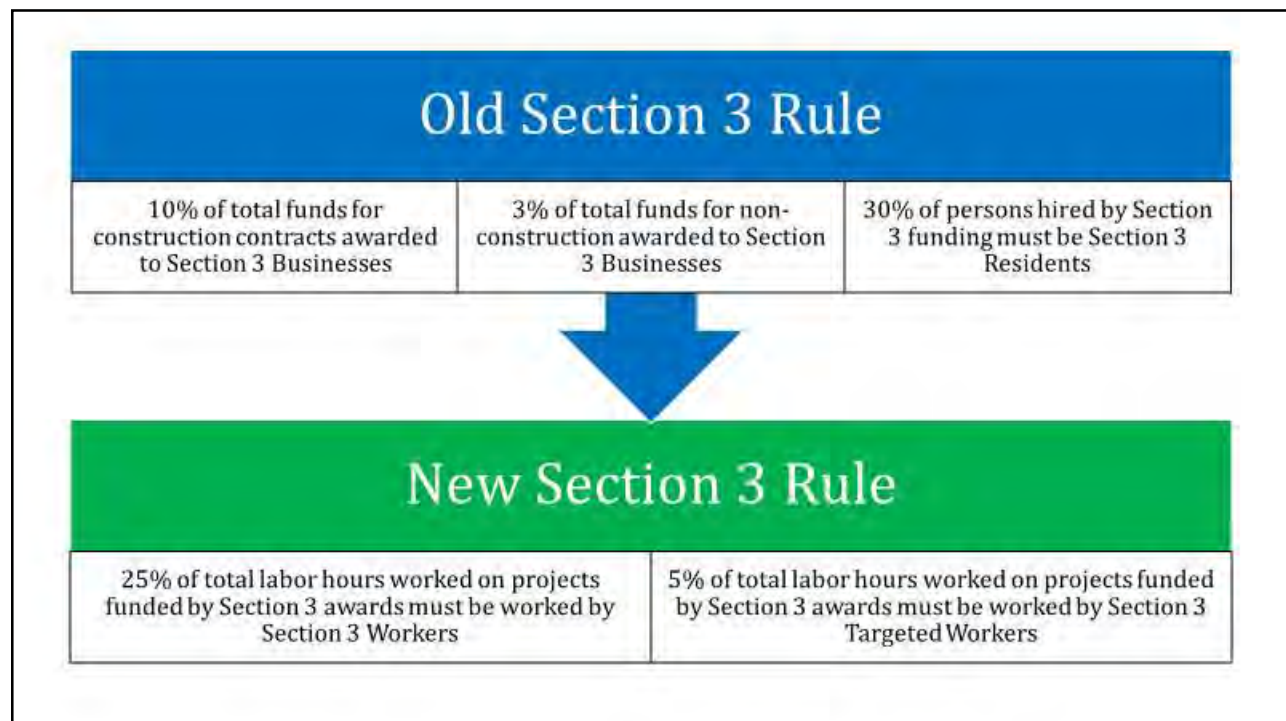 Old Section 3 Rule
10% of total funds for
construction contracts awarded
to Section 3 Businesses
3% of total funds for non-
construction awarded to Section
3 Businesses
30% of persons hired by Section
3 funding must be Section 3
Residents
New Section 3 Rule
25% of total labor hours worked on projects
funded by Section 3 awards must be worked by
Section 3 Workers
5% of total labor hours worked on projects funded
by Section 3 awards must be worked by Section 3
Targeted Workers